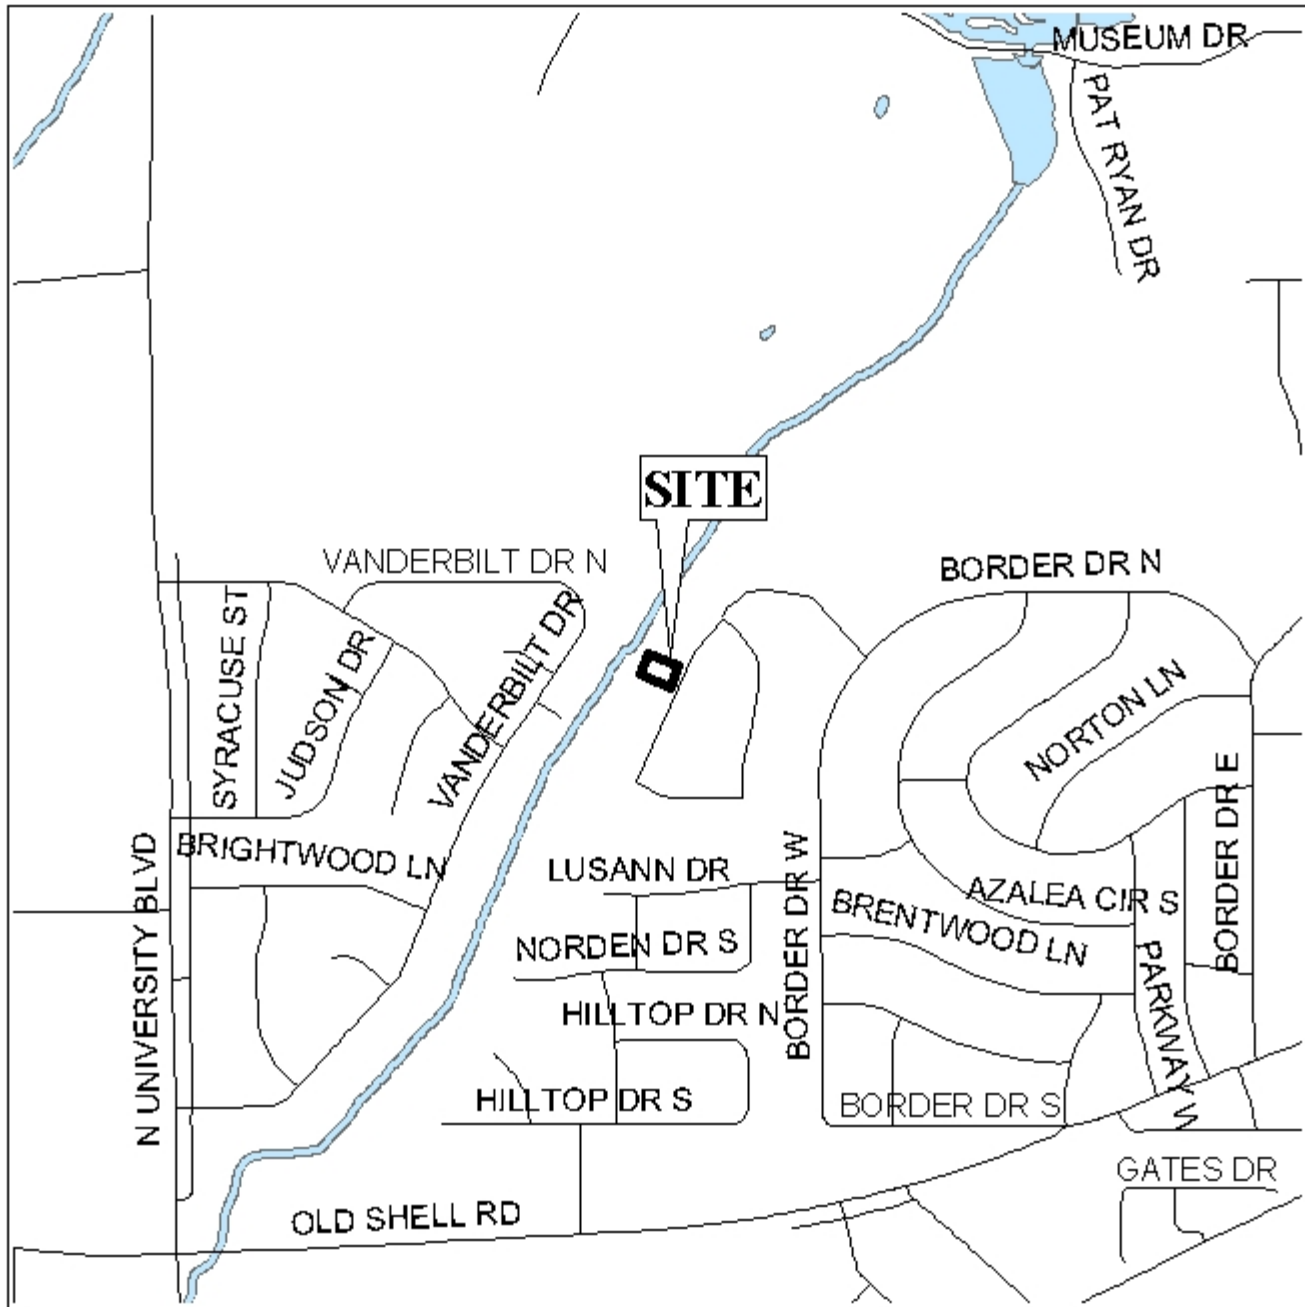 MUSEUM DR
PAT RYAN DR
SITE
VANDERBILT DR N
BORDER DR N
SYRACUSE ST
JUDSON DR
VANDERBILT DR
NORTON LN
BRIGHTWOOD LN
N UNIVERSITY BLVD
LUSANN DR
BORDER DR W
AZALEA CIR S
BORDER DR E
BRENTWOOD LN
NORDEN DR S
PARKWAY W
HILLTOP DR N
HILLTOP DR S
BORDER DR S
GATES DR
OLD SHELL RD